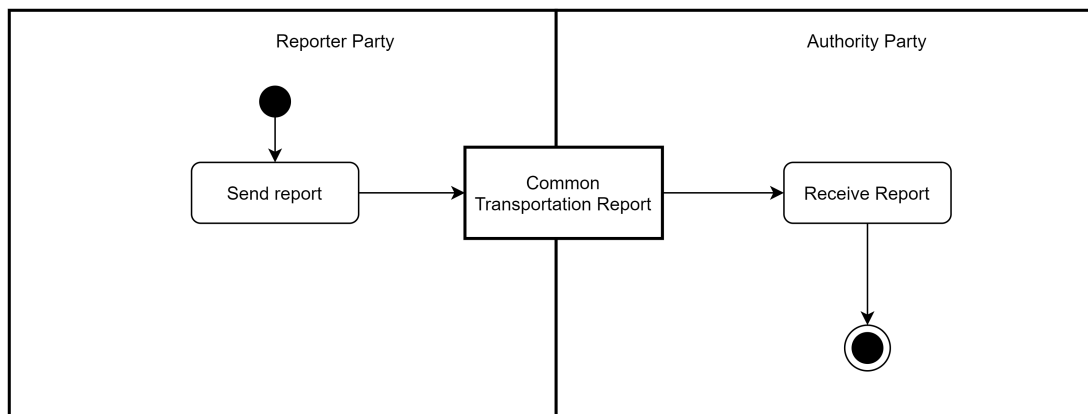 Reporter Party
Authority Party
Send report
Common
Transportation Report
Receive Report